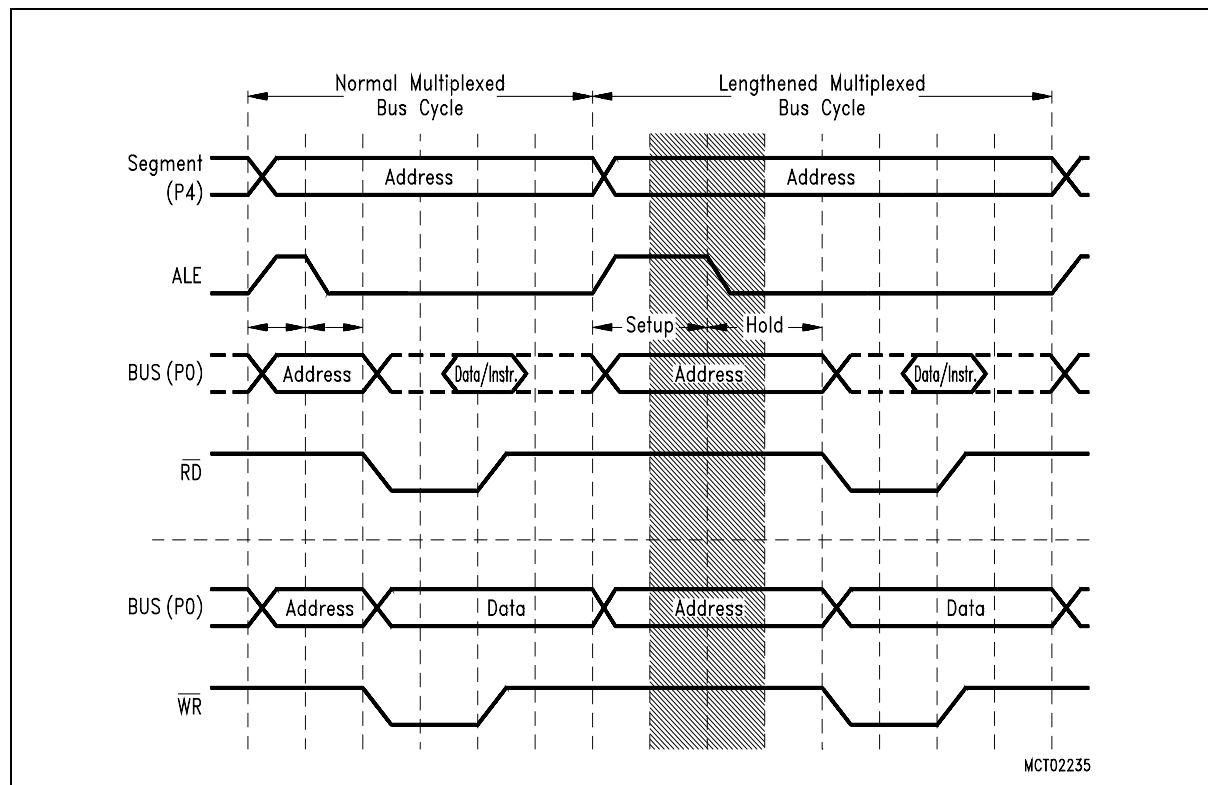 Normal Multiplexed
Bus Cycle
Lengthened Multiplexed
Bus Cycle
Segment
(P4)
Address
Address
ALE
Setup
Hold
BUS (P0)
Address
Data/Instr.
Address
Data/Instr.
RD
BUS (P0)
Address
Data
Address
Data
WR
MCT02235